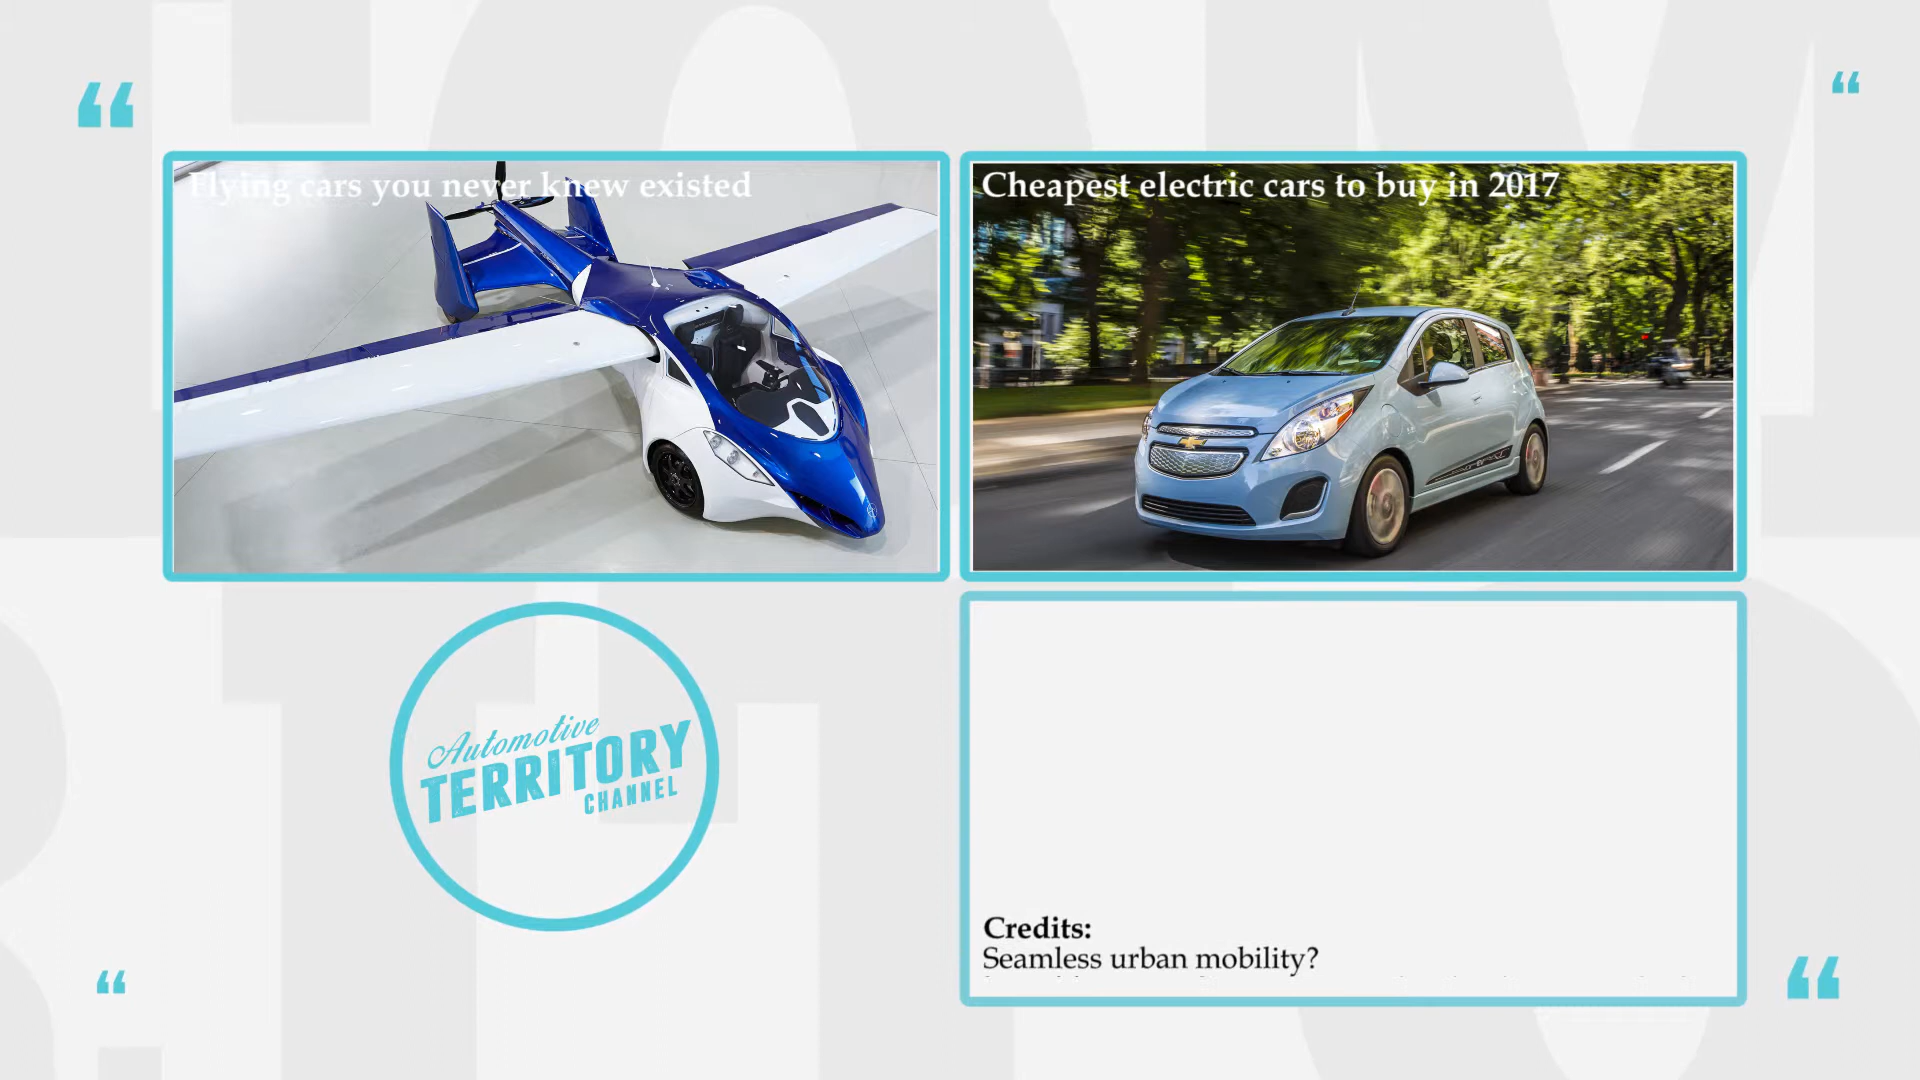 Flying cars you never knew existed
Cheapest electric cars to buy in 2017
Automotive
TERRITORY
CHANNEL
Credits:
Seamless urban mobility?